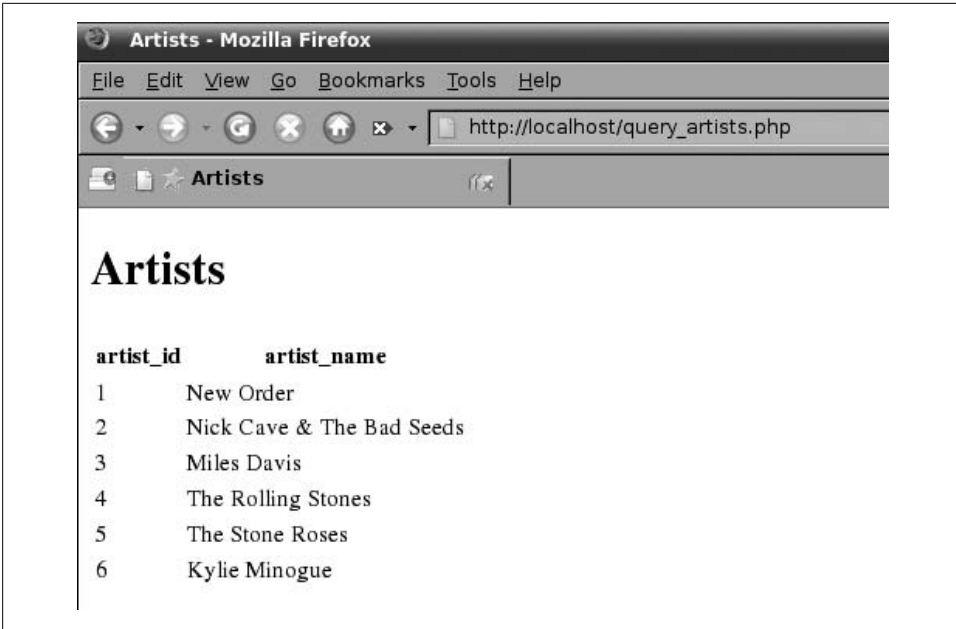 Artists - Mozilla Firefox
File Edit View Go Bookmarks Tools Help
http://localhost/query_artists.php
Artists
Artists
artist_id artist_name
1 New Order
2 Nick Cave & The Bad Seeds
3 Miles Davis
4 The Rolling Stones
5 The Stone Roses
6 Kylie Minogue